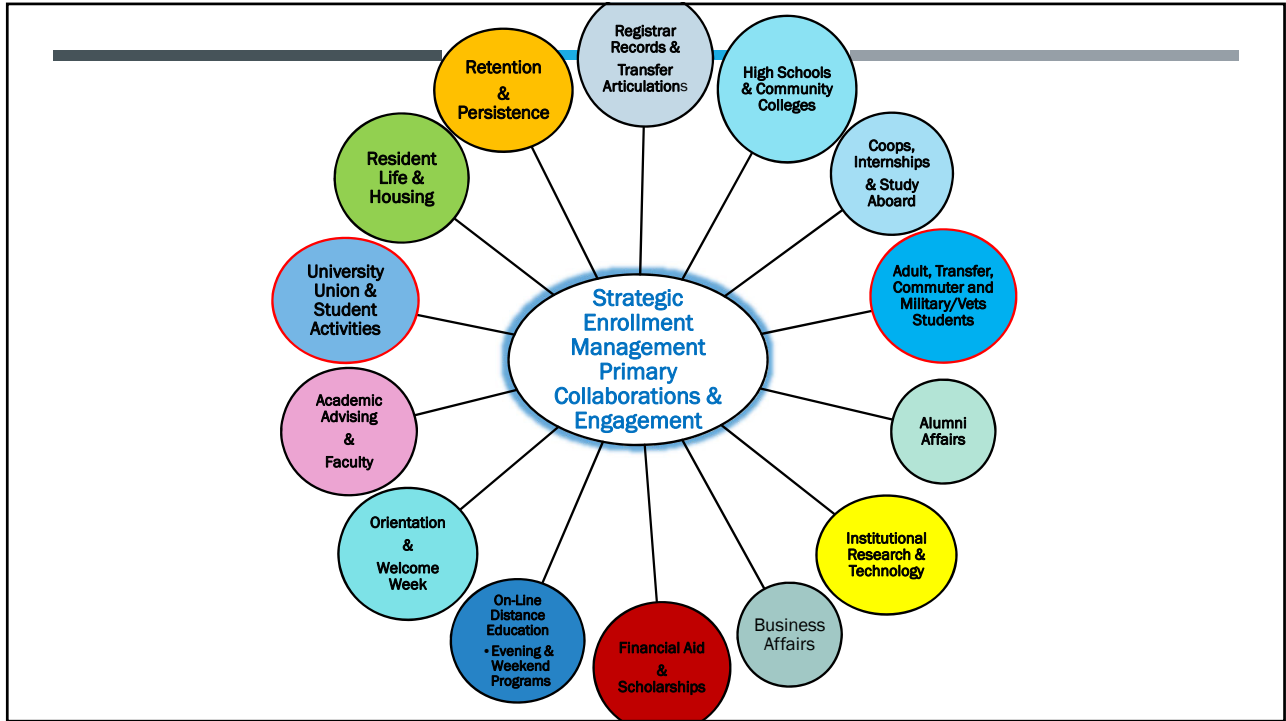 Registrar
Records &
Transfer
Articulations
High Schools
& Community
Colleges
Coops,
Internships
& Study
Aboard
Adult, Transfer,
Commuter and
Military/Vets
Students
Alumni
Affairs
Institutional
Research &
Technology
Business
Affairs
Financial Aid
&
Scholarships
On-Line
Distance
Education
• Evening &
Weekend
Programs
Orientation
&
Welcome
Week
Academic
Advising
&
Faculty
University
Union &
Student
Activities
Resident
Life &
Housing
Retention
&
Persistence
Strategic
Enrollment
Management
Primary
Collaborations &
Engagement